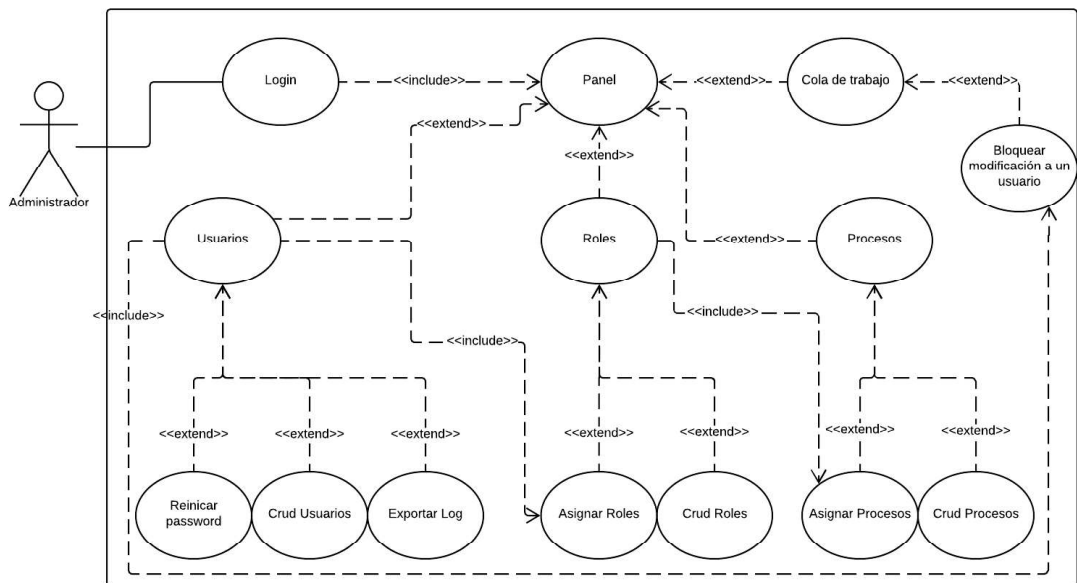 Login
<<include>>
Panel
<<extend>>
Cola de trabajo
<<extend>>
<<extend>>
<<extend>>
Bloquear
modificación a un
usuario
Administrador
Usuarios
Roles
<<extend>>
Procesos
<<include>>
<<include>>
<<include>>
<<extend>>
<<extend>>
<<extend>>
<<extend>>
<<extend>>
<<extend>>
<<extend>>
Reinicar
password
Crud Usuarios
Exportar Log
Asignar Roles
Crud Roles
Asignar Procesos
Crud Procesos